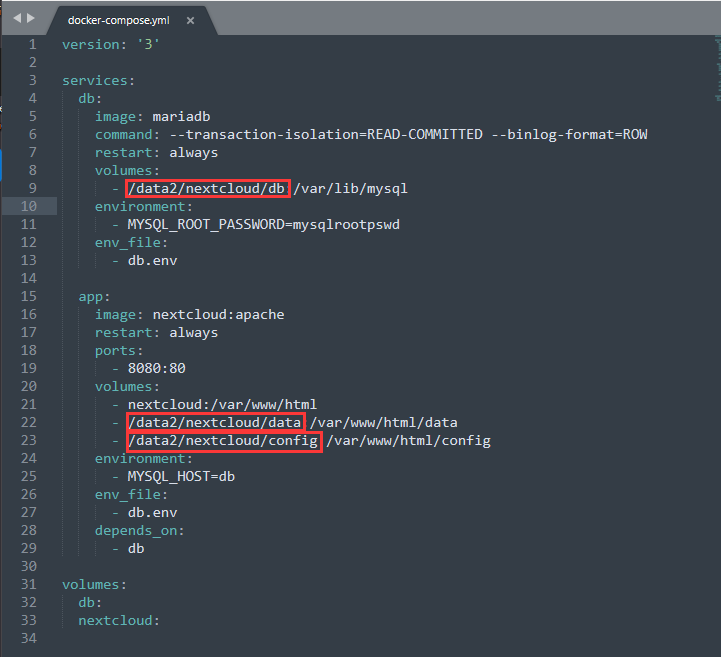 docker-compose.yml ×
1 version: '3'
2
3 services:
4 db:
5 image: mariadb
6 command: --transaction-isolation=READ-COMMITTED --binlog-format=ROW
7 restart: always
8 volumes:
9 - /data2/nextcloud/db:/var/lib/mysql
10 environment:
11 - MYSQL_ROOT_PASSWORD=mysqlrootpswd
12 env_file:
13 - db.env
14
15 app:
16 image: nextcloud:apache
17 restart: always
18 ports:
19 - 8080:80
20 volumes:
21 - nextcloud:/var/www/html
22 - /data2/nextcloud/data:/var/www/html/data
23 - /data2/nextcloud/config:/var/www/html/config
24 environment:
25 - MYSQL_HOST=db
26 env_file:
27 - db.env
28 depends_on:
29 - db
30
31 volumes:
32 db:
33 nextcloud:
34